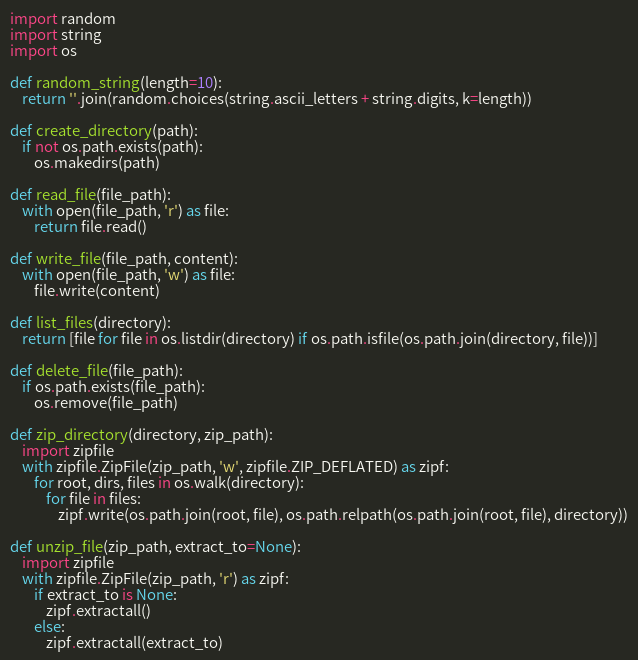 import random
import string
import os

def random_string(length=10):
    return ''.join(random.choices(string.ascii_letters + string.digits, k=length))

def create_directory(path):
    if not os.path.exists(path):
        os.makedirs(path)

def read_file(file_path):
    with open(file_path, 'r') as file:
        return file.read()

def write_file(file_path, content):
    with open(file_path, 'w') as file:
        file.write(content)

def list_files(directory):
    return [file for file in os.listdir(directory) if os.path.isfile(os.path.join(directory, file))]

def delete_file(file_path):
    if os.path.exists(file_path):
        os.remove(file_path)

def zip_directory(directory, zip_path):
    import zipfile
    with zipfile.ZipFile(zip_path, 'w', zipfile.ZIP_DEFLATED) as zipf:
        for root, dirs, files in os.walk(directory):
            for file in files:
                zipf.write(os.path.join(root, file), os.path.relpath(os.path.join(root, file), directory))

def unzip_file(zip_path, extract_to=None):
    import zipfile
    with zipfile.ZipFile(zip_path, 'r') as zipf:
        if extract_to is None:
            zipf.extractall()
        else:
            zipf.extractall(extract_to)